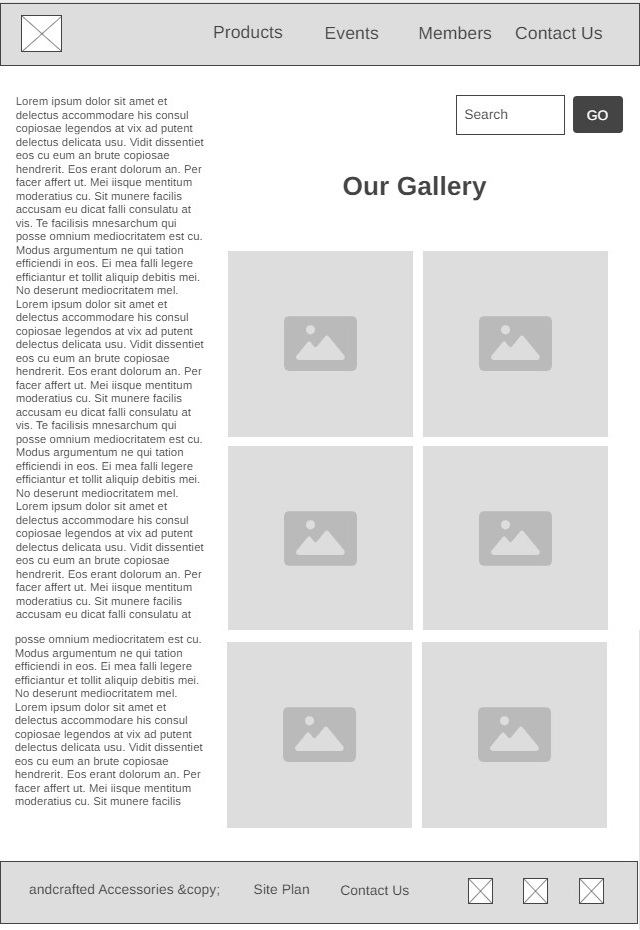 Products Events Members Contact Us
Search GO
Our Gallery
Lorem ipsum dolor sit amet et
delectus accommodare his consul
copiosae legendos at vix ad putent
delectus delicata usu. Vidit dissentiet
eos cu eum an brute copiosae
hendrerit. Eos erant dolorum an. Per
facer affert ut. Mei iisque mentitum
moderatius cu. Sit munere facilis
accusam eu dicat falli consulatu at
vis. Te facilisis mnesarchum qui
posse omnium mediocritatem est cu.
Modus argumentum ne qui tation
efficiendi in eos. Ei mea falli legere
efficiantur et tollit aliquip debitis mei.
No deserunt mediocritatem mel.
Lorem ipsum dolor sit amet et
delectus accommodare his consul
copiosae legendos at vix ad putent
delectus delicata usu. Vidit dissentiet
eos cu eum an brute copiosae
hendrerit. Eos erant dolorum an. Per
facer affert ut. Mei iisque mentitum
moderatius cu. Sit munere facilis
accusam eu dicat falli consulatu at
vis. Te facilisis mnesarchum qui
posse omnium mediocritatem est cu.
Modus argumentum ne qui tation
efficiendi in eos. Ei mea falli legere
efficiantur et tollit aliquip debitis mei.
No deserunt mediocritatem mel.
Lorem ipsum dolor sit amet et
delectus accommodare his consul
copiosae legendos at vix ad putent
delectus delicata usu. Vidit dissentiet
eos cu eum an brute copiosae
hendrerit. Eos erant dolorum an. Per
facer affert ut. Mei iisque mentitum
moderatius cu. Sit munere facilis
accusam eu dicat falli consulatu at
posse omnium mediocritatem est cu.
Modus argumentum ne qui tation
efficiendi in eos. Ei mea falli legere
efficiantur et tollit aliquip debitis mei.
No deserunt mediocritatem mel.
Lorem ipsum dolor sit amet et
delectus accommodare his consul
copiosae legendos at vix ad putent
delectus delicata usu. Vidit dissentiet
eos cu eum an brute copiosae
hendrerit. Eos erant dolorum an. Per
facer affert ut. Mei iisque mentitum
moderatius cu. Sit munere facilis
andcrafted Accessories &copy; Site Plan Contact Us